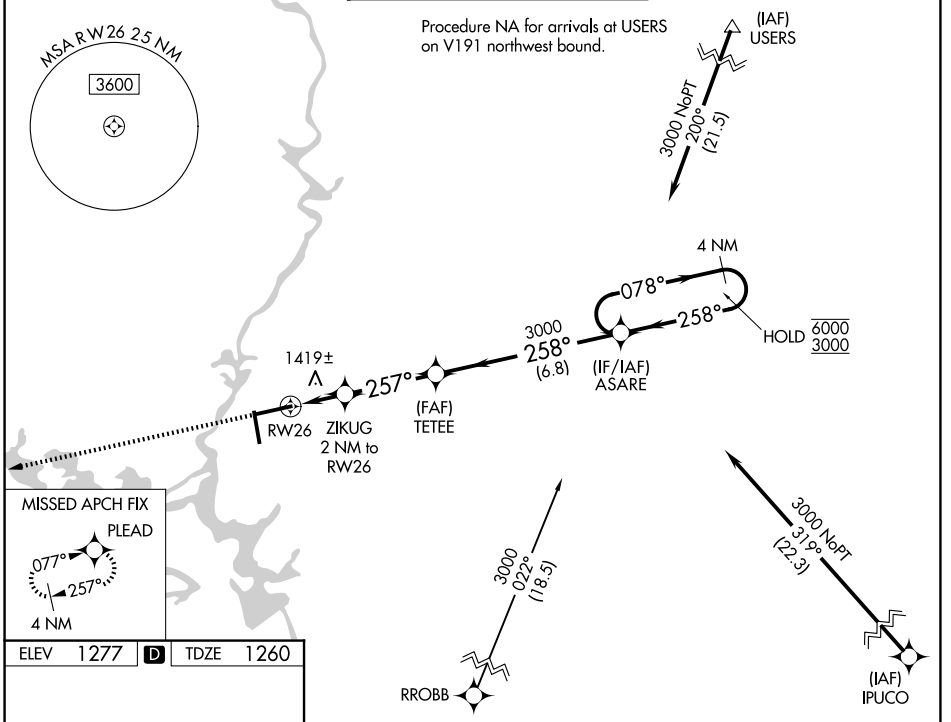 MSA RW26 25 NM
3600
Procedure NA for arrivals at USERS
on V191 northwest bound.
(IAF)
USERS
3000 NoPT
200°
(21.5)
4 NM
078°
258°
HOLD 6000
3000
(IF/IAF)
ASARE
3000
258°
(6.8)
1419±
257°
(FAF)
TETEE
RW26
ZIKUG
2 NM to
RW26
MISSED APCH FIX
PLEAD
077°
257°
4 NM
3000
022°
(18.5)
RROBB
3000 NoPT
319°
(22.3)
(IAF)
IPUCO
ELEV 1277 D TDZE 1260